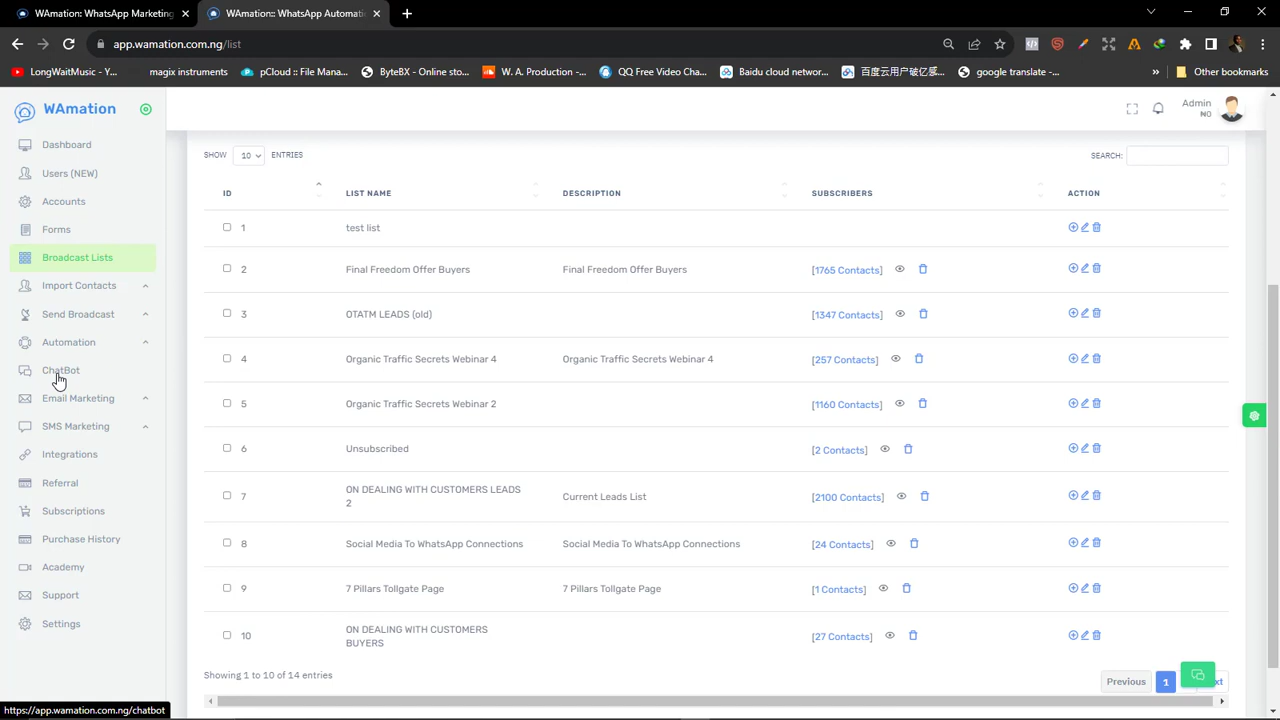 WAmation:: WhatsApp Marketing
WAmation:: WhatsApp Automatic
app.wamation.com.ng/list
LongWaitMusic - Y...
magix instruments
pCloud :: File Mana...
ByteBX - Online sto...
W. A. Production -...
QQ Free Video Cha...
Baidu cloud networ...
百度云用户破亿感...
google translate -...
»
Other bookmarks
WAmation
Admin
NG
Dashboard
Users (NEW)
Accounts
Forms
Broadcast Lists
Import Contacts
Send Broadcast
Automation
ChatBot
Email Marketing
SMS Marketing
Integrations
Referral
Subscriptions
Purchase History
Academy
Support
Settings
SHOW 10 ENTRIES
SEARCH:
ID LIST NAME DESCRIPTION SUBSCRIBERS ACTION
1 test list
2 Final Freedom Offer Buyers Final Freedom Offer Buyers [1765 Contacts]
3 OTATM LEADS (old) [1347 Contacts]
4 Organic Traffic Secrets Webinar 4 Organic Traffic Secrets Webinar 4 [257 Contacts]
5 Organic Traffic Secrets Webinar 2 [1160 Contacts]
6 Unsubscribed [2 Contacts]
7 ON DEALING WITH CUSTOMERS LEADS 2 Current Leads List [2100 Contacts]
8 Social Media To WhatsApp Connections Social Media To WhatsApp Connections [24 Contacts]
9 7 Pillars Tollgate Page 7 Pillars Tollgate Page [1 Contacts]
10 ON DEALING WITH CUSTOMERS BUYERS [27 Contacts]
Showing 1 to 10 of 14 entries
Previous 1
https://app.wamation.com.ng/chatbot